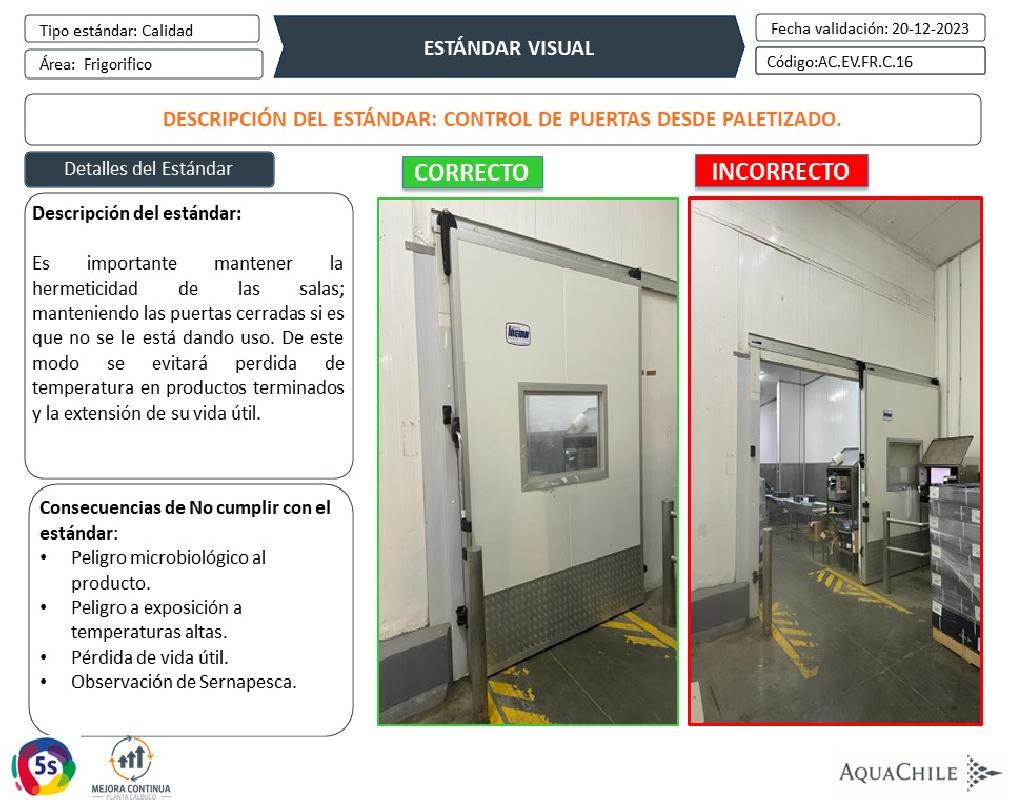 Tipo estándar: Calidad
Área: Frigorifico
ESTÁNDAR VISUAL
Fecha validación: 20-12-2023
Código:AC.EV.FR.C.16
DESCRIPCIÓN DEL ESTÁNDAR: CONTROL DE PUERTAS DESDE PALETIZADO.
Detalles del Estándar
CORRECTO
INCORRECTO
Descripción del estándar:
Es importante mantener la
hermeticidad de las salas;
manteniendo las puertas cerradas si es
que no se le está dando uso. De este
modo se evitará perdida de
temperatura en productos terminados
y la extensión de su vida útil.
Consecuencias de No cumplir con el
estándar:
• Peligro microbiológico al
producto.
• Peligro a exposición a
temperaturas altas.
• Pérdida de vida útil.
• Observación de Sernapesca.
5s
MEJORA CONTINUA
PLANTA CALBUCO
AQUACHILE